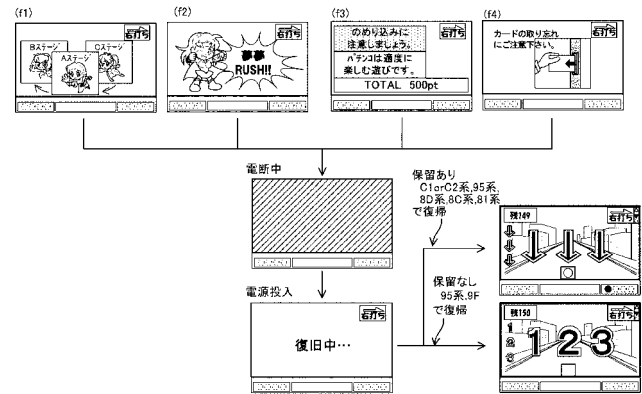 (f1)
(f2)
(f3)
(f4)
右打ち
Bステージ
Cステージ
Aステージ
右打ち
夢夢
RUSH!!
右打ち
のめり込みに
注意しましょう。
パチンコは適度に
楽しむ遊びです。
TOTAL 500pt
右打ち
カードの取り忘れ
にご注意下さい。
電断中
保留あり
C1orC2系,95系,
8D系,8C系,81系
で復帰
残149
右打ち
電源投入
右打ち
復旧中…
保留なし
95系,9F
で復帰
残150
右打ち
1
2
3
1 2 3